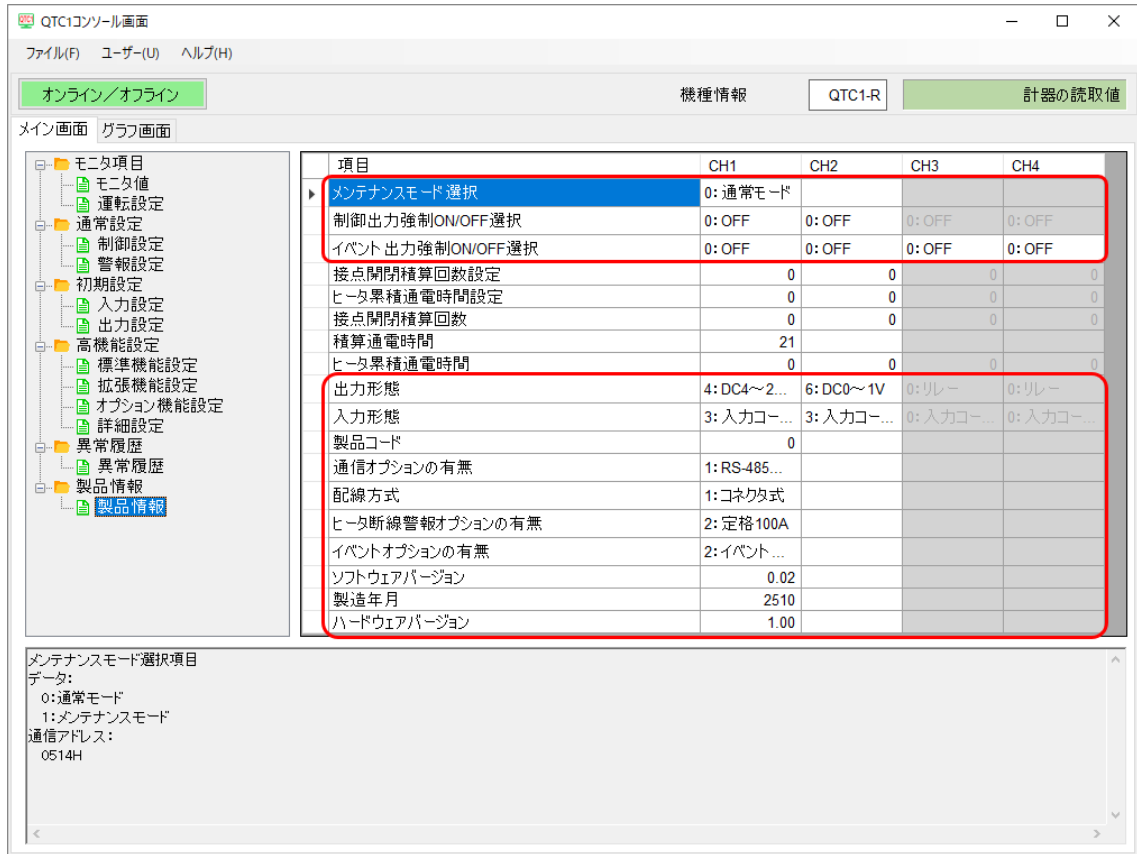 QTC1 QTC1コンソール画面
ファイル(F) ユーザー(U) ヘルプ(H)
オンライン／オフライン 機種情報 QTC1-R 計器の読取値
メイン画面 グラフ画面
モニタ項目
モニタ値
運転設定
通常設定
制御設定
警報設定
初期設定
入力設定
出力設定
高機能設定
標準機能設定
拡張機能設定
オプション機能設定
詳細設定
異常履歴
異常履歴
製品情報
製品情報
項目 CH1 CH2 CH3 CH4
メンテナンスモード選択 0:通常モード
制御出力強制ON/OFF選択 0:OFF 0:OFF 0:OFF 0:OFF
イベント出力強制ON/OFF選択 0:OFF 0:OFF 0:OFF 0:OFF
接点開閉積算回数設定 0 0 0 0
ヒータ累積通電時間設定 0 0 0 0
接点開閉積算回数 0 0 0 0
積算通電時間 21
ヒータ累積通電時間 0 0 0 0
出力形態 4:DC4～2... 6:DC0～1V 0:リレー 0:リレー
入力形態 3:入力コー... 3:入力コー... 0:入力コー... 0:入力コー...
製品コード 0
通信オプションの有無 1:RS-485...
配線方式 1:コネクタ式
ヒータ断線警報オプションの有無 2:定格100A
イベントオプションの有無 2:イベント...
ソフトウェアバージョン 0.02
製造年月 2510
ハードウェアバージョン 1.00
メンテナンスモード選択項目
データ:
0:通常モード
1:メンテナンスモード
通信アドレス:
0514H